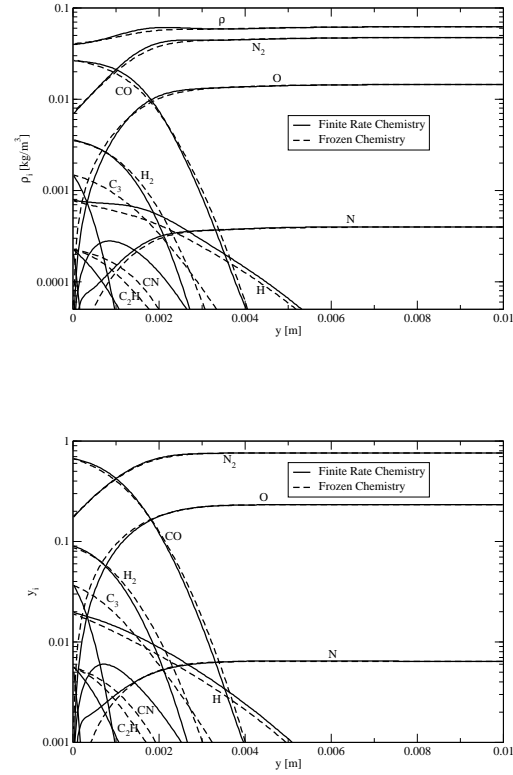 0.1
0.01
0.001
0.0001
ρᵢ [kg/m³]
ρ
N₂
O
CO
Finite Rate Chemistry
Frozen Chemistry
H₂
C₃
N
CN
C₂H
H
0 0.002 0.004 0.006 0.008 0.01
y [m]
1
0.1
0.01
0.001
yᵢ
N₂
Finite Rate Chemistry
Frozen Chemistry
O
CO
H₂
C₃
N
H
CN
C₂H
0 0.002 0.004 0.006 0.008 0.01
y [m]